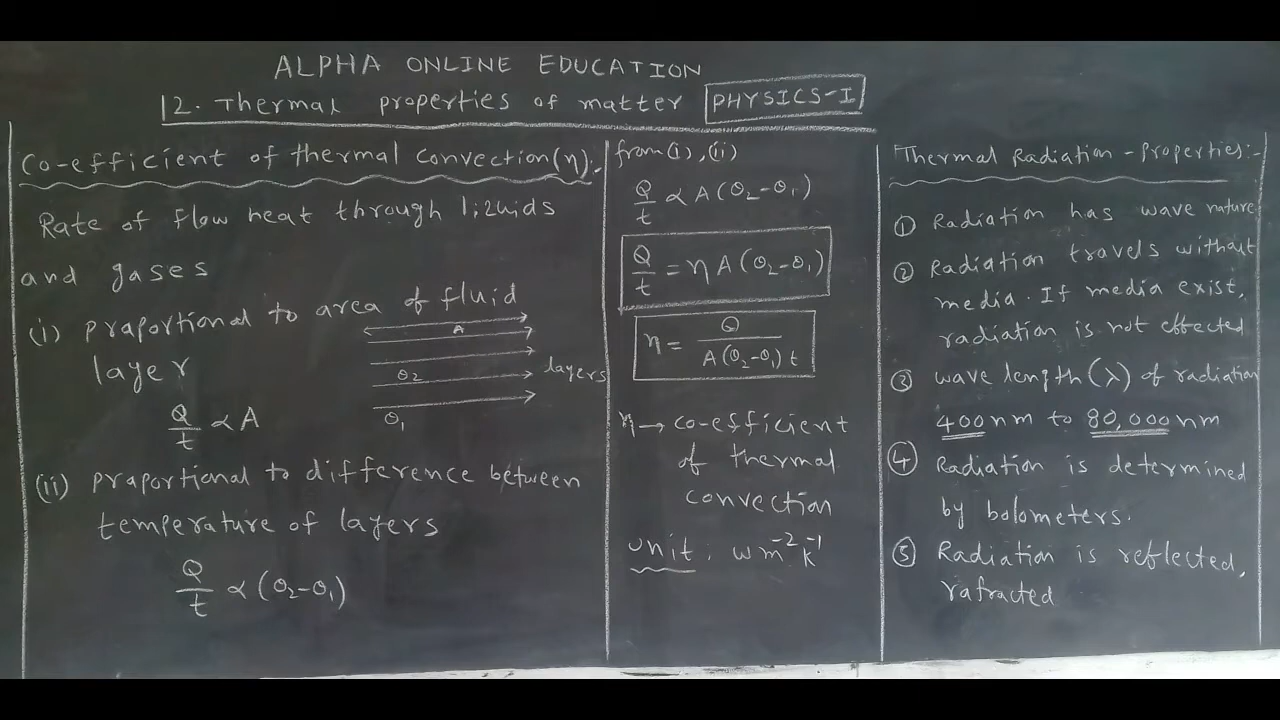 ALPHA ONLINE EDUCATION
12. Thermal properties of matter PHYSICS-I
Co-efficient of thermal convection(η):-
Rate of flow heat through liquids
and gases
(i) praportional to area of fluid
layer
A
θ2
layers
θ1
Q/t ∝ A
(ii) praportional to difference between
temperature of layers
Q/t ∝ (θ2-θ1)
from (i), (ii)
Q/t ∝ A(θ2-θ1)
Q/t = η A(θ2-θ1)
η = Q/A(θ2-θ1)t
η → co-efficient
of thermal
convection
unit: wm⁻²k⁻¹
Thermal Radiation - Properties:-
① Radiation has wave nature
② Radiation travels without
media. If media exist,
radiation is not effected
③ wave length(λ) of radiation
400nm to 80,000nm
④ Radiation is determined
by bolometers.
⑤ Radiation is reflected,
rafracted